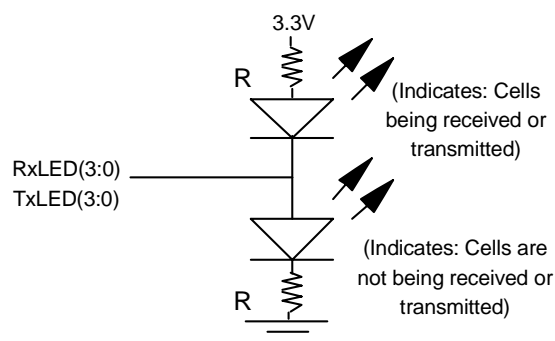 3.3V
R
(Indicates: Cells
being received or
transmitted)
RxLED(3:0)
TxLED(3:0)
(Indicates: Cells are
not being received or
transmitted)
R